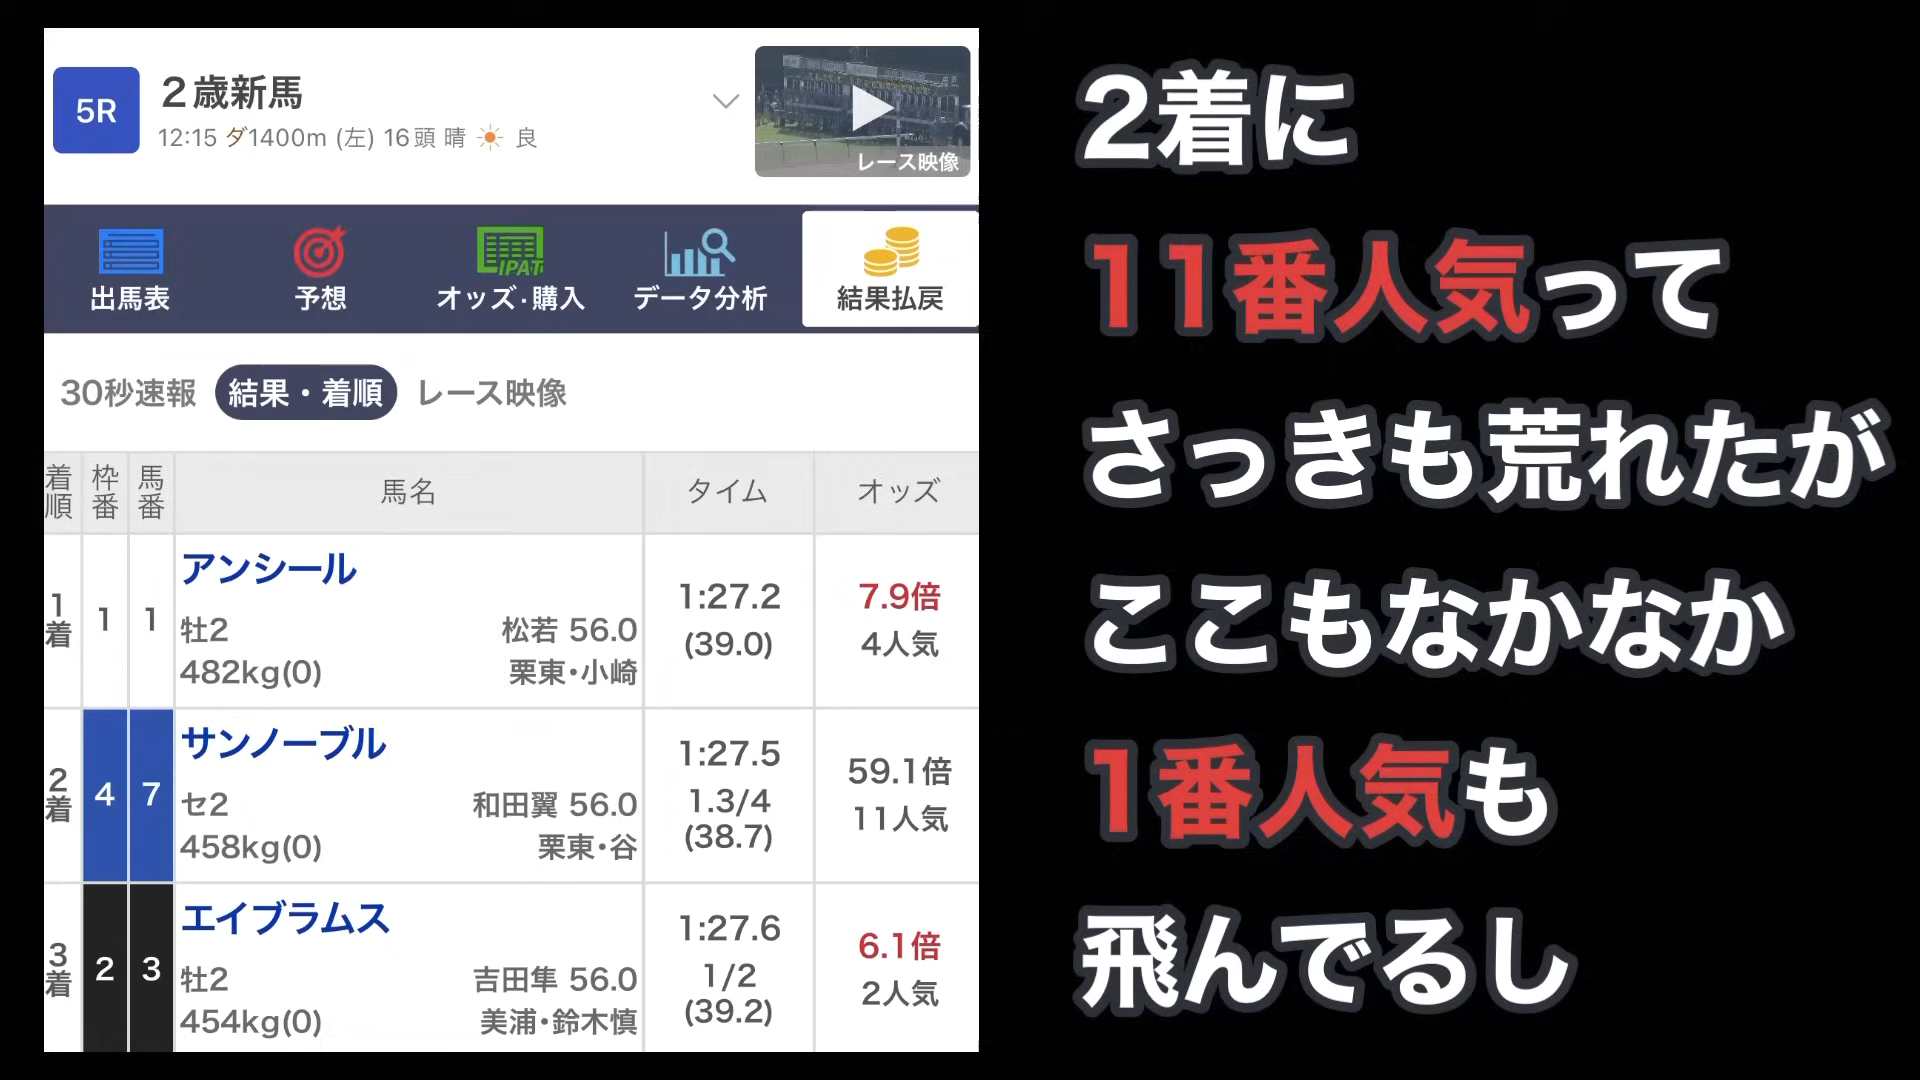 5R
2歳新馬
12:15 ダ1400m (左) 16頭 晴 良
レース映像
出馬表
予想
IPAT
オッズ・購入
データ分析
結果払戻
30秒速報 結果・着順 レース映像
着順 枠番 馬番 馬名 タイム オッズ
1着 1 1 アンシール
牡2 松若 56.0
482kg(0) 栗東・小崎
1:27.2
(39.0)
7.9倍
4人気
2着 4 7 サンノーブル
セ2 和田翼 56.0
458kg(0) 栗東・谷
1:27.5
1.3/4
(38.7)
59.1倍
11人気
3着 2 3 エイブラムス
牡2 吉田隼 56.0
454kg(0) 美浦・鈴木慎
1:27.6
1/2
(39.2)
6.1倍
2人気
2着に
11番人気って
さっきも荒れたが
ここもなかなか
1番人気も
飛んでるし